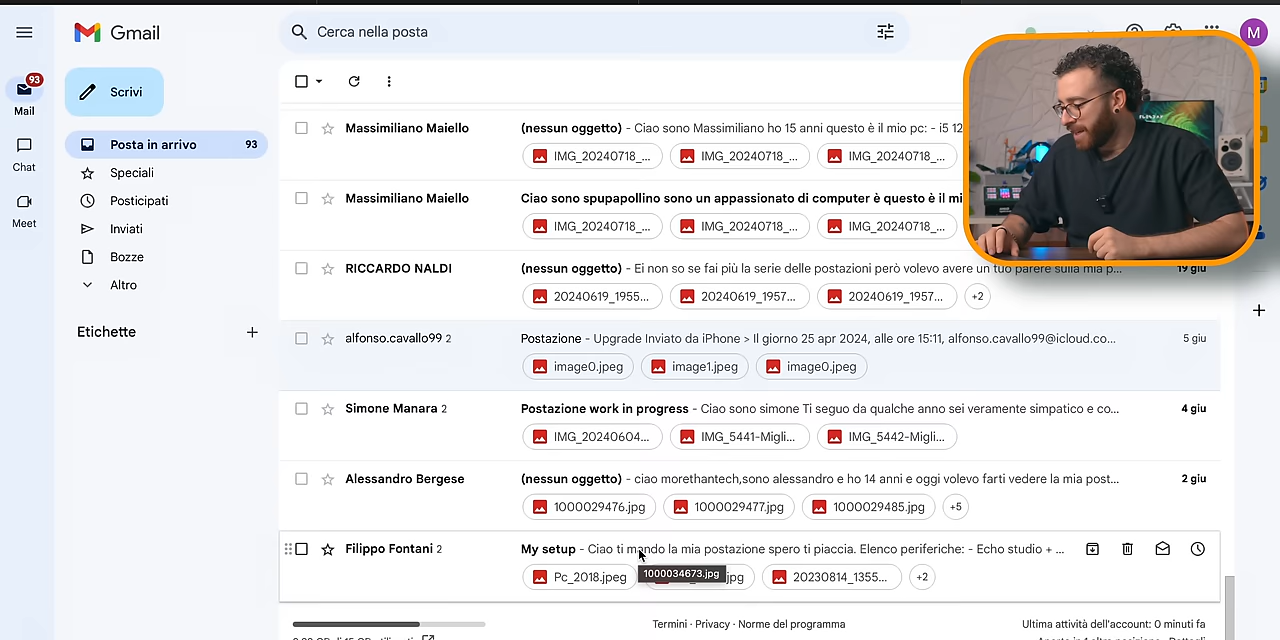 Gmail
Cerca nella posta
M
93
Mail
Scrivi
Posta in arrivo 93
Chat
Speciali
Posticipati
Meet
Inviati
Bozze
Altro
Etichette
Massimiliano Maiello (nessun oggetto) - Ciao sono Massimiliano ho 15 anni questo è il mio pc: - i5 12
IMG_20240718_... IMG_20240718_... IMG_20240718_...
Massimiliano Maiello Ciao sono spupapollino sono un appassionato di computer è questo è il mi
IMG_20240718_... IMG_20240718_... IMG_20240718_...
RICCARDO NALDI (nessun oggetto) - Ei non so se fai più la serie delle postazioni però volevo avere un tuo parere sulla mia p... 19 giu
20240619_1955... 20240619_1957... 20240619_1957... +2
alfonso.cavallo99 2 Postazione - Upgrade Inviato da iPhone > Il giorno 25 apr 2024, alle ore 15:11, alfonso.cavallo99@icloud.co... 5 giu
image0.jpeg image1.jpeg image0.jpeg
Simone Manara 2 Postazione work in progress - Ciao sono simone Ti seguo da qualche anno sei veramente simpatico e co... 4 giu
IMG_20240604... IMG_5441-Migli... IMG_5442-Migli...
Alessandro Bergese (nessun oggetto) - ciao morethantech,sono alessandro e ho 14 anni e oggi volevo farti vedere la mia post... 2 giu
1000029476.jpg 1000029477.jpg 1000029485.jpg +5
Filippo Fontani 2 My setup - Ciao ti mando la mia postazione spero ti piaccia. Elenco periferiche: - Echo studio + ...
1000034673.jpg
Pc_2018.jpeg jpg 20230814_1355... +2
Termini · Privacy · Norme del programma
Ultima attività dell'account: 0 minuti fa